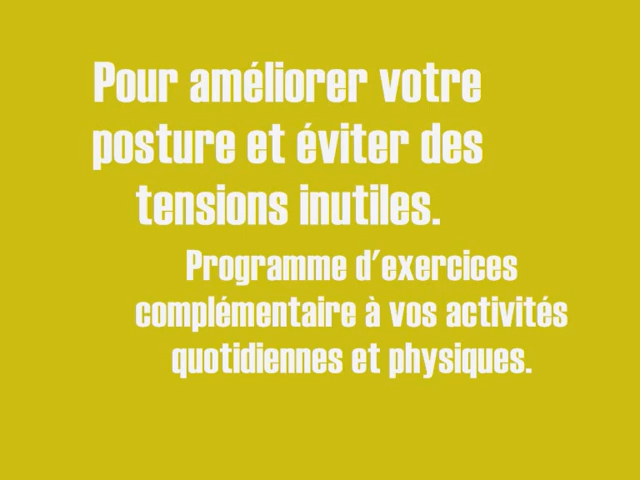 Pour améliorer votre
posture et éviter des
tensions inutiles.
Programme d'exercices
complémentaire à vos activités
quotidiennes et physiques.